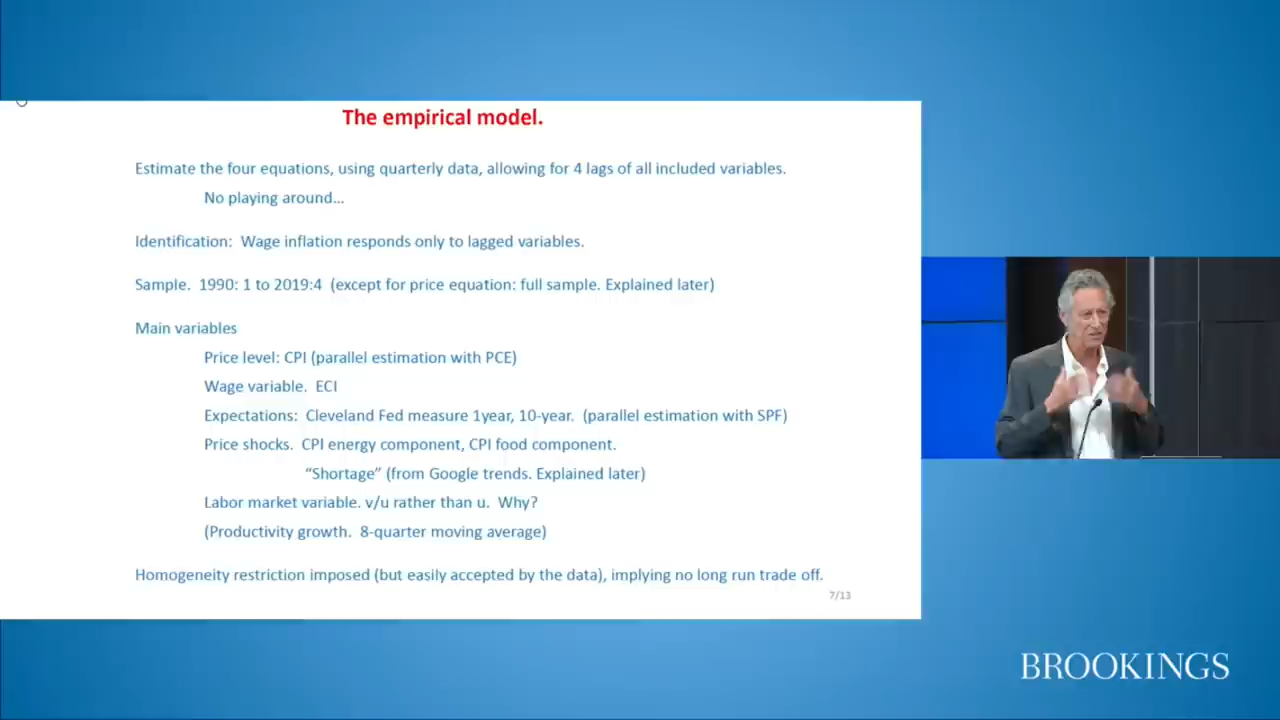 The empirical model.
Estimate the four equations, using quarterly data, allowing for 4 lags of all included variables.
No playing around…
Identification:  Wage inflation responds only to lagged variables.
Sample.  1990: 1 to 2019:4  (except for price equation: full sample. Explained later)
Main variables
Price level: CPI (parallel estimation with PCE)
Wage variable.  ECI
Expectations:  Cleveland Fed measure 1year, 10-year.  (parallel estimation with SPF)
Price shocks.  CPI energy component, CPI food component.
“Shortage” (from Google trends. Explained later)
Labor market variable. v/u rather than u.  Why?
(Productivity growth.  8-quarter moving average)
Homogeneity restriction imposed (but easily accepted by the data), implying no long run trade off.
7/13
BROOKINGS